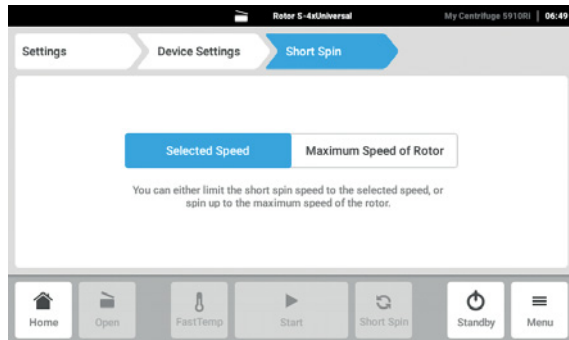 Rotor S-4xUniversal
My Centrifuge 5910Ri | 06:49
Settings
Device Settings
Short Spin
Selected Speed
Maximum Speed of Rotor
You can either limit the short spin speed to the selected speed, or
spin up to the maximum speed of the rotor.
Home
Open
FastTemp
Start
Short Spin
Standby
Menu